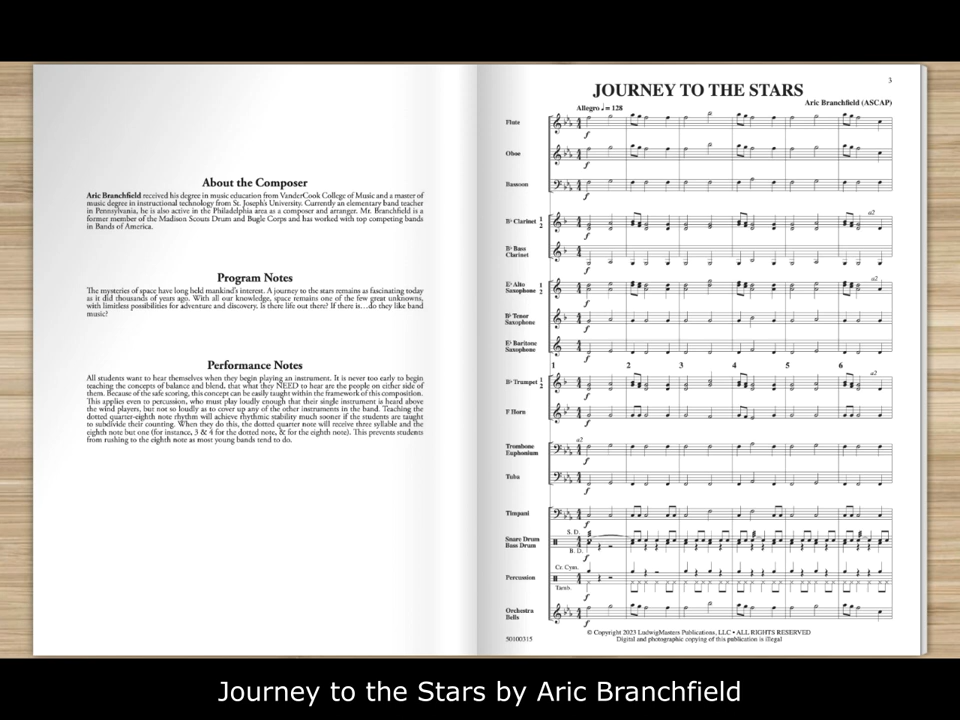 About the Composer
Aric Branchfield received his degree in music education from VanderCook College of Music and a master of
music degree in instructional technology from St. Joseph's University. Currently an elementary band teacher
in Pennsylvania, he is also active in the Philadelphia area as a composer and arranger. Mr. Branchfield is a
former member of the Madison Scouts Drum and Bugle Corps and has worked with top competing bands
in Bands of America.
Program Notes
The mysteries of space have long held mankind's interest. A journey to the stars remains as fascinating today
as it did thousands of years ago. With all our knowledge, space remains one of the few great unknowns,
with limitless possibilities for adventure and discovery. Is there life out there? If there is...do they like band
music?
Performance Notes
All students want to hear themselves when they begin playing an instrument. It is never too early to begin
teaching the concepts of balance and blend, that what they NEED to hear are the people on either side of
them. Because of the safe scoring, this concept can be easily taught within the framework of this composition.
This applies even to percussion, who must play loudly enough that their single instrument is heard above
the wind players, but not so loudly as to cover up any of the other instruments in the band. Teaching the
dotted quarter-eighth note rhythm will achieve rhythmic stability much sooner if the students are taught
to subdivide their counting. When they do this, the dotted quarter note will receive three syllable and the
eighth note but one (for instance, 3 & 4 for the dotted note, & for the eighth note). This prevents students
from rushing to the eighth note as most young bands tend to do.
3
JOURNEY TO THE STARS
Aric Branchfield (ASCAP)
Allegro ♩= 128
Flute
f
Oboe
f
Bassoon
f
B♭ Clarinet 1 2
a2
f
B♭ Bass
Clarinet
f
E♭ Alto
Saxophone 1 2
a2
f
B♭ Tenor
Saxophone
f
E♭ Baritone
Saxophone
f
1 2 3 4 5 6
B♭ Trumpet 1 2
a2
f
F Horn
f
a2
Trombone
Euphonium
f
Tuba
f
Timpani
f
S. D.
Snare Drum
Bass Drum
B. D.
f
Cr. Cym.
Percussion
Tamb.
f
Orchestra
Bells
f
50100315
© Copyright 2023 LudwigMasters Publications, LLC • ALL RIGHTS RESERVED
Digital and photographic copying of this publication is illegal
Journey to the Stars by Aric Branchfield